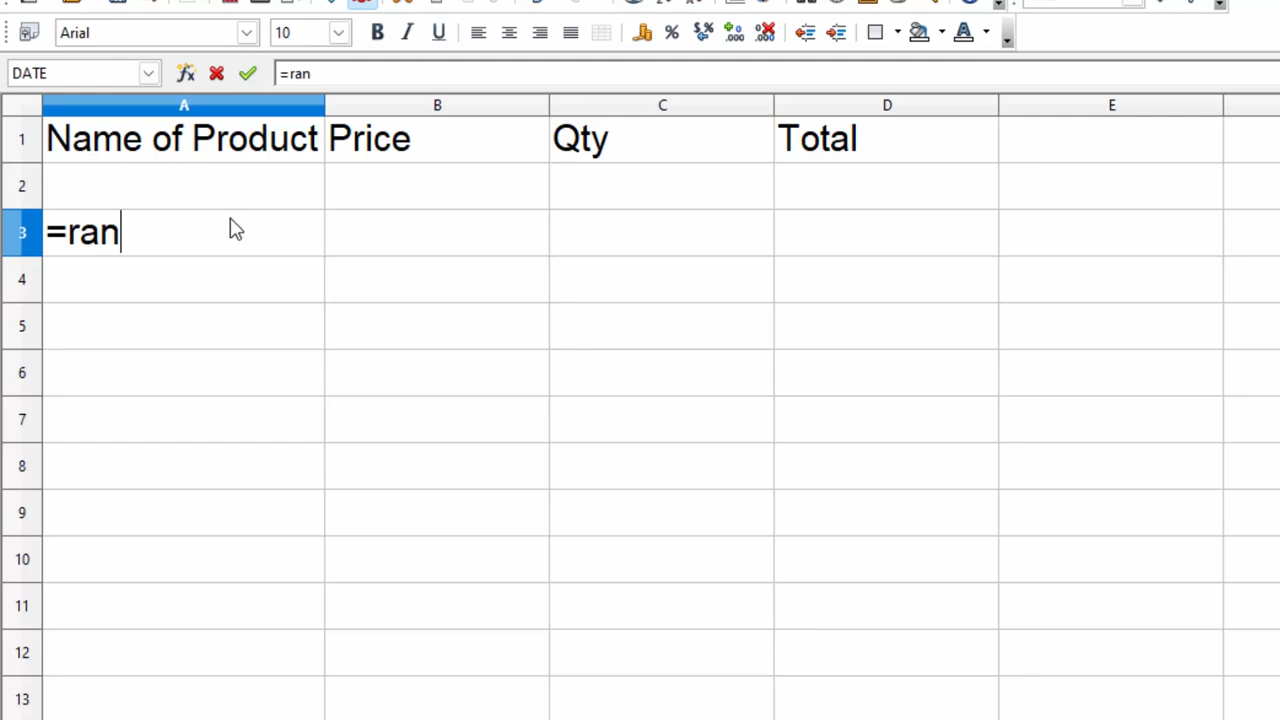 Arial 10 B I U %
DATE fx =ran
A B C D E
1 Name of Product Price Qty Total
2
3 =ran
4
5
6
7
8
9
10
11
12
13